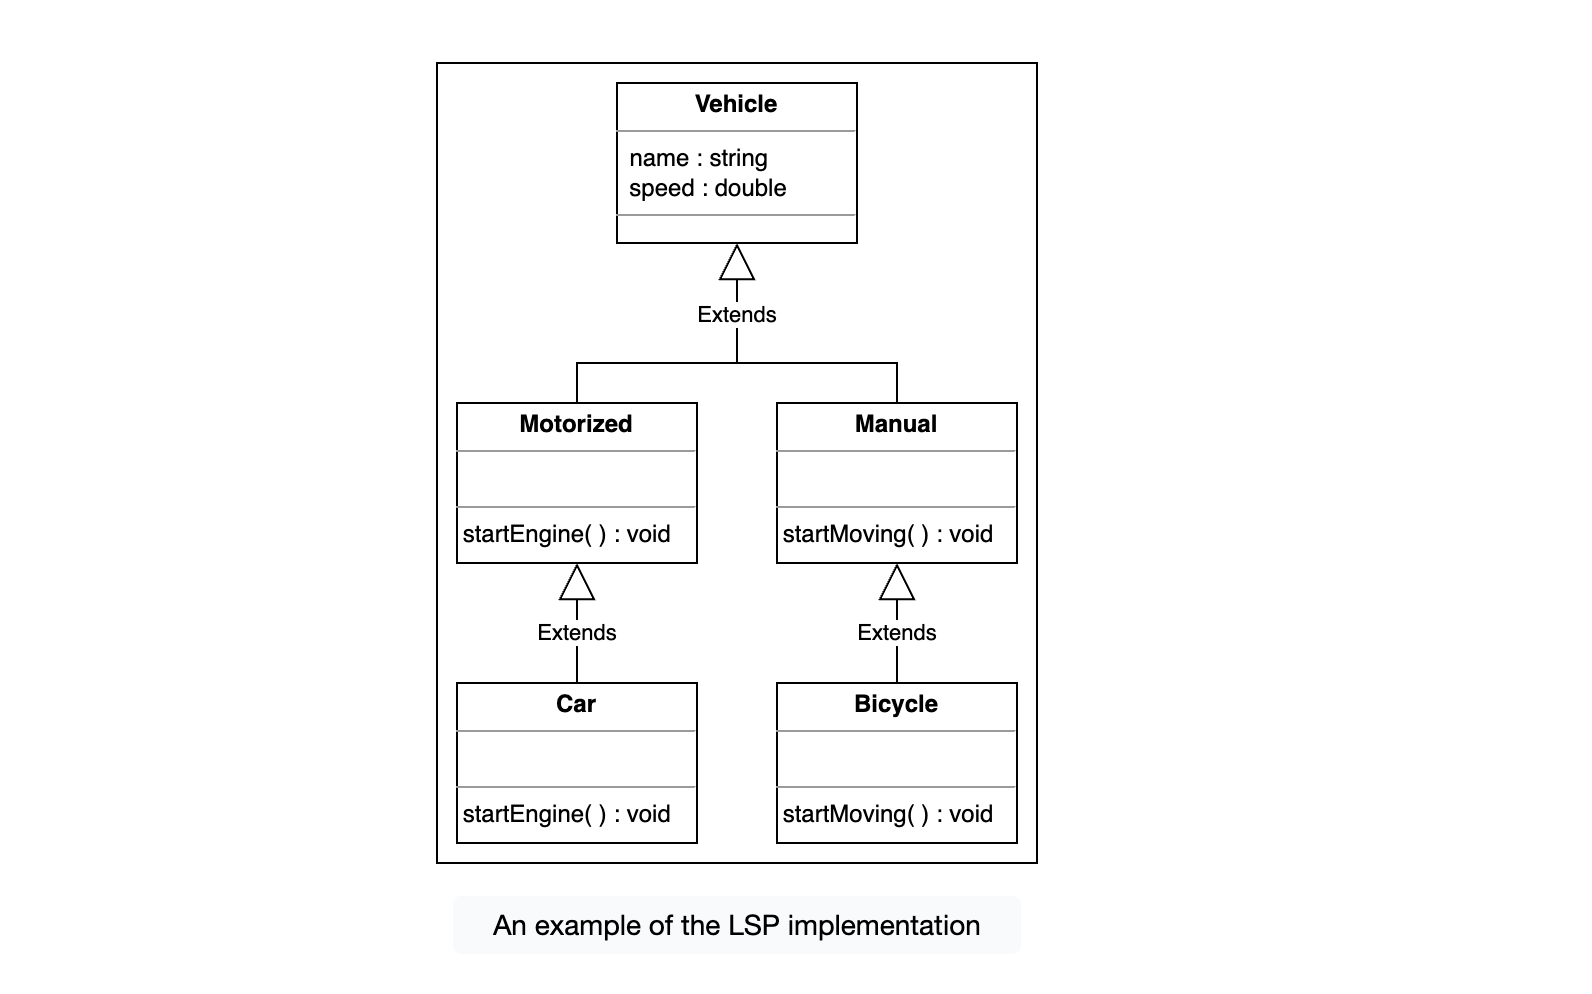 Vehicle
name : string
speed : double
Extends
Motorized
Manual
startEngine( ) : void
startMoving( ) : void
Extends
Extends
Car
Bicycle
startEngine( ) : void
startMoving( ) : void
An example of the LSP implementation